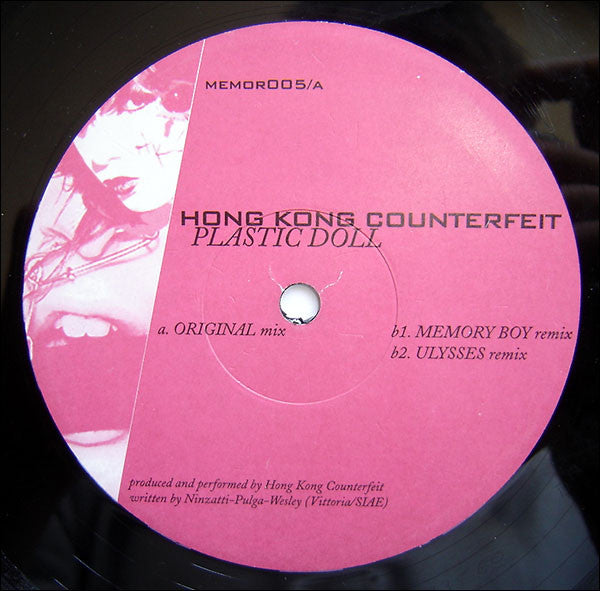 MEMOR005/A
HONG KONG COUNTERFEIT
PLASTIC DOLL
a. ORIGINAL mix
b1. MEMORY BOY remix
b2. ULYSSES remix
produced and performed by Hong Kong Counterfeit
written by Ninzatti-Pulga-Wesley (Vittoria/SIAE)